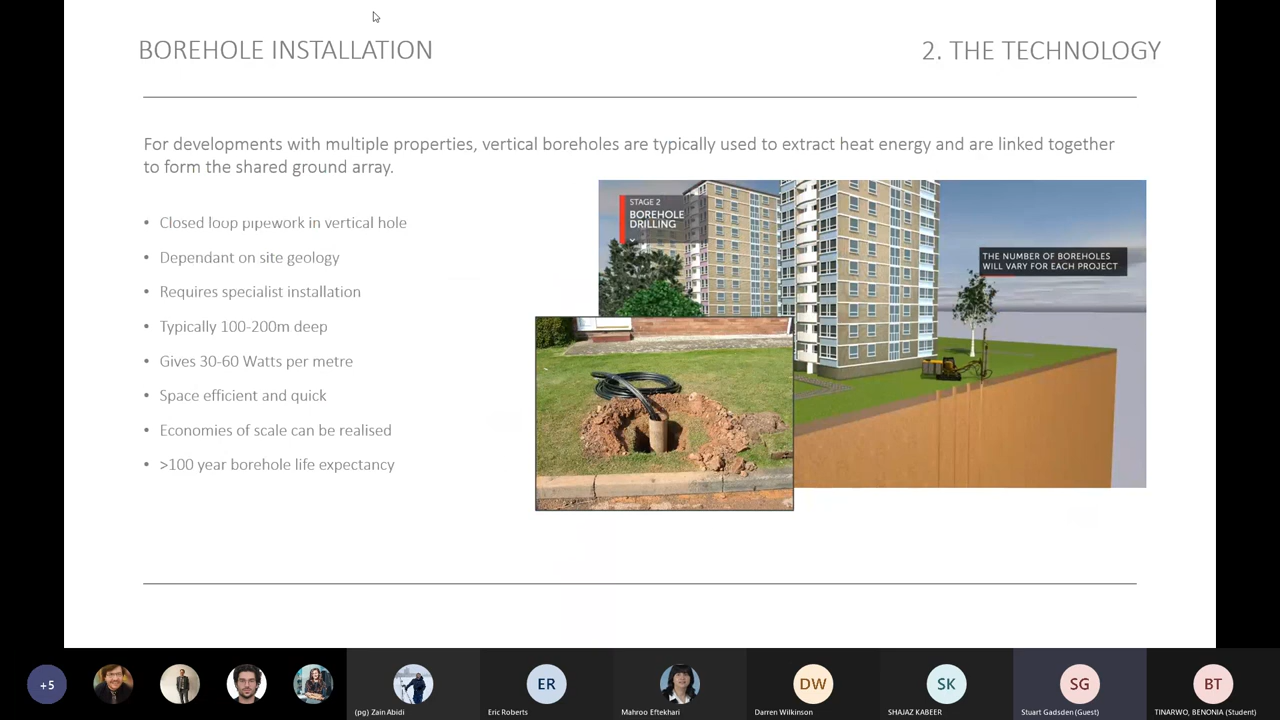 BOREHOLE INSTALLATION
2. THE TECHNOLOGY
For developments with multiple properties, vertical boreholes are typically used to extract heat energy and are linked together
to form the shared ground array.
• Closed loop pipework in vertical hole
• Dependant on site geology
• Requires specialist installation
• Typically 100-200m deep
• Gives 30-60 Watts per metre
• Space efficient and quick
• Economies of scale can be realised
• >100 year borehole life expectancy
STAGE 2
BOREHOLE
DRILLING
THE NUMBER OF BOREHOLES
WILL VARY FOR EACH PROJECT
+5
(pg) Zain Abidi
ER
Eric Roberts
Mahroo Eftekhari
DW
Darren Wilkinson
SK
SHAJAZ KABEER
SG
Stuart Gadsden (Guest)
BT
TINARWO, BENONIA (Student)